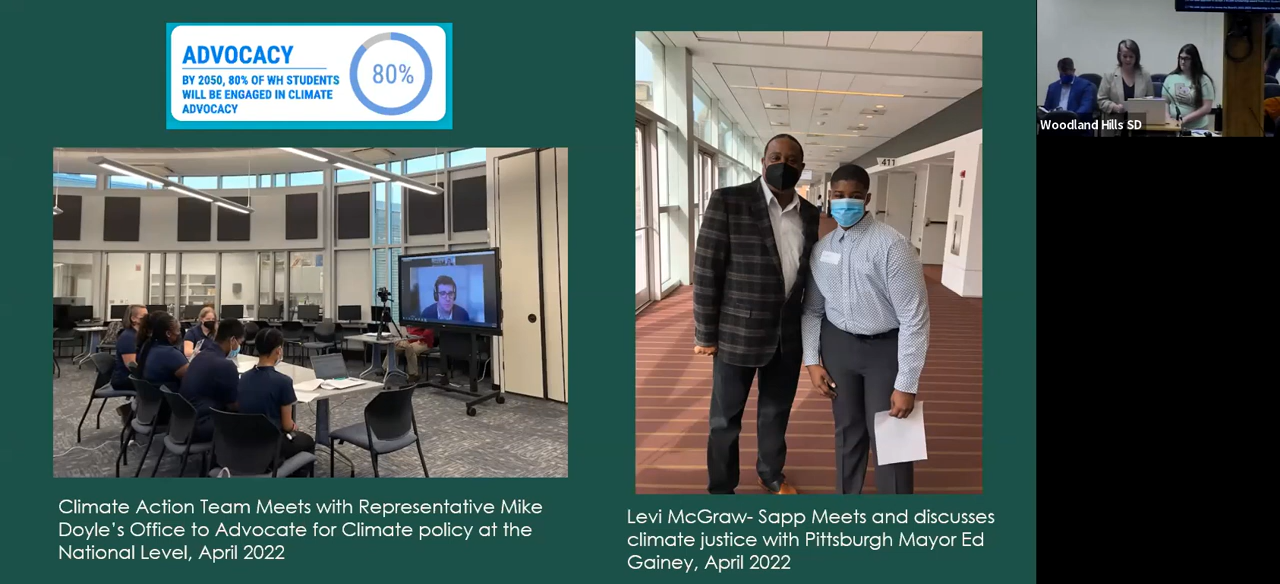 ADVOCACY
BY 2050, 80% OF WH STUDENTS
WILL BE ENGAGED IN CLIMATE
ADVOCACY
80%
411
Climate Action Team Meets with Representative Mike
Doyle's Office to Advocate for Climate policy at the
National Level, April 2022
Levi McGraw- Sapp Meets and discusses
climate justice with Pittsburgh Mayor Ed
Gainey, April 2022
Woodland Hills SD